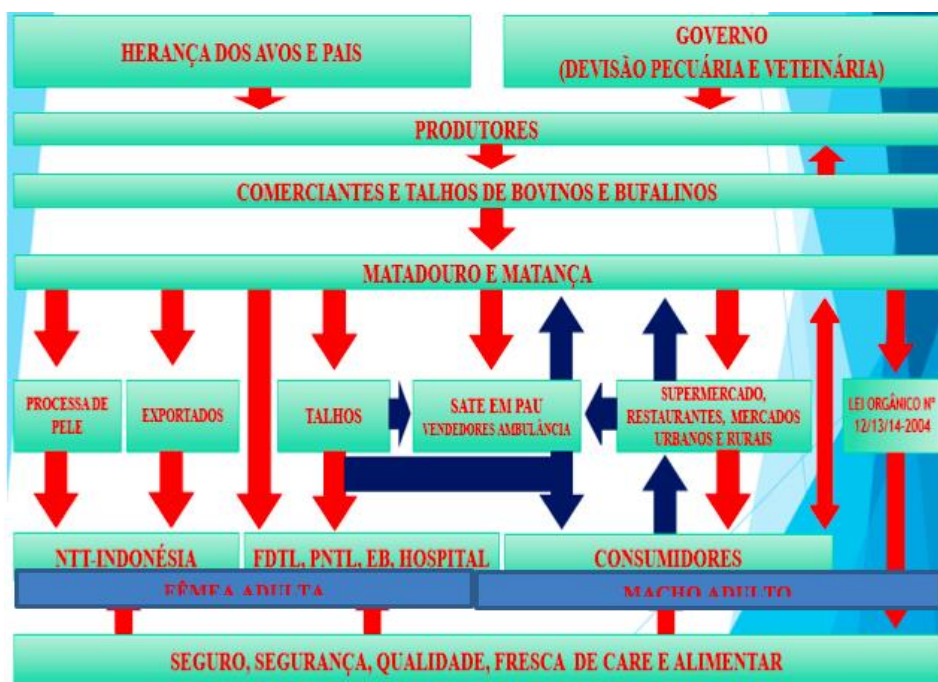 HERANÇA DOS AVOS E PAIS
GOVERNO
(DEVISÃO PECUÁRIA E VETEINÁRIA)
PRODUTORES
COMERCIANTES E TALHOS DE BOVINOS E BUFALINOS
MATADOURO E MATANÇA
PROCESSA DE
PELE
EXPORTADOS
TALHOS
SATE EM PAU
VENDEDORES AMBULÂNCIA
SUPERMERCADO,
RESTAURANTES, MERCADOS
URBANOS E RURAIS
LEI ORGÂNICO Nº
12/13/14-2004
NTT-INDONÉSIA
FDTL, PNTL, EB, HOSPITAL
CONSUMIDORES
FÊMEA ADULTA
MACHO ADULTO
SEGURO, SEGURANÇA, QUALIDADE, FRESCA DE CARE E ALIMENTAR